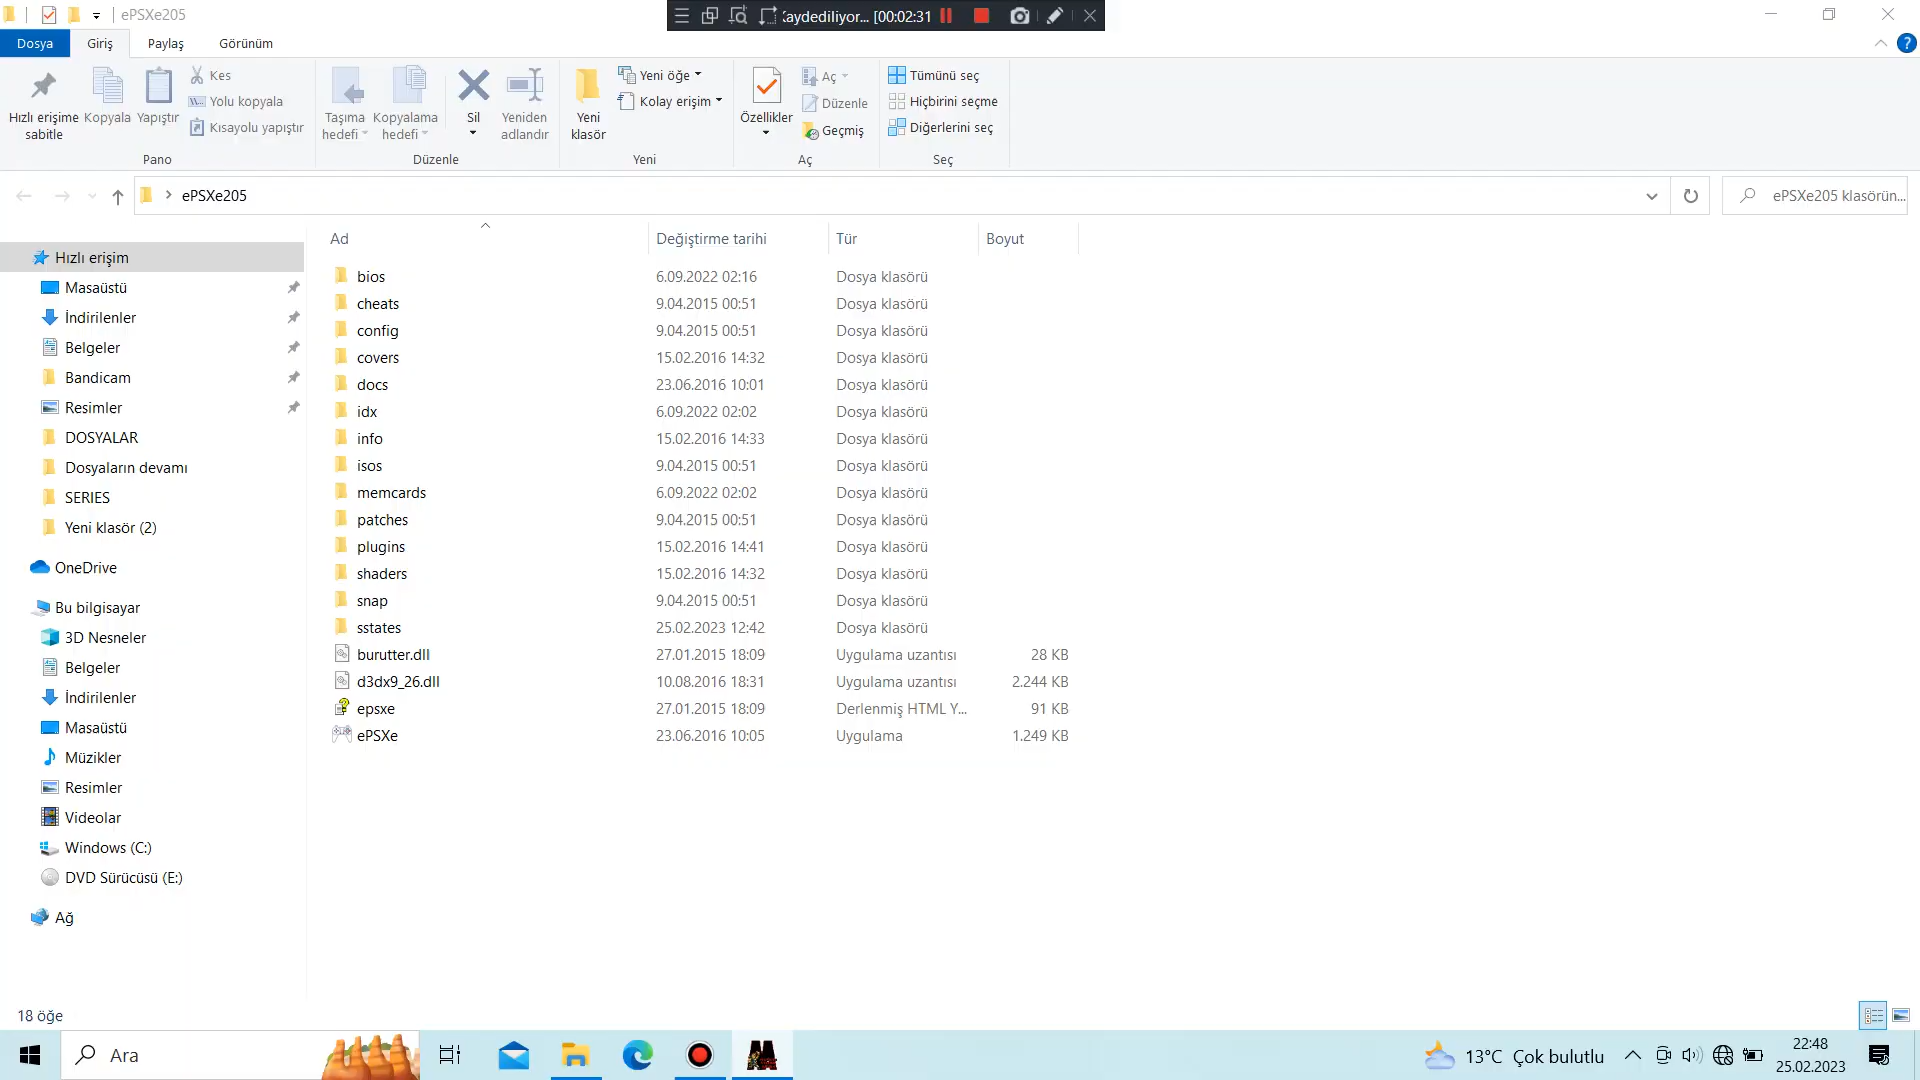 ePSXe205
Kaydediliyor... [00:02:31
Dosya Giriş Paylaş Görünüm
Hızlı erişime sabitle
Kopyala
Yapıştır
Kes
Yolu kopyala
Kısayolu yapıştır
Pano
Taşıma hedefi
Kopyalama hedefi
Sil
Yeniden adlandır
Düzenle
Yeni klasör
Yeni öğe
Kolay erişim
Yeni
Özellikler
Aç
Düzenle
Geçmiş
Aç
Tümünü seç
Hiçbirini seçme
Diğerlerini seç
Seç
ePSXe205
ePSXe205 klasörün...
Hızlı erişim
Masaüstü
İndirilenler
Belgeler
Bandicam
Resimler
DOSYALAR
Dosyaların devamı
SERIES
Yeni klasör (2)
OneDrive
Bu bilgisayar
3D Nesneler
Belgeler
İndirilenler
Masaüstü
Müzikler
Resimler
Videolar
Windows (C:)
DVD Sürücüsü (E:)
Ağ
Ad Değiştirme tarihi Tür Boyut
bios 6.09.2022 02:16 Dosya klasörü
cheats 9.04.2015 00:51 Dosya klasörü
config 9.04.2015 00:51 Dosya klasörü
covers 15.02.2016 14:32 Dosya klasörü
docs 23.06.2016 10:01 Dosya klasörü
idx 6.09.2022 02:02 Dosya klasörü
info 15.02.2016 14:33 Dosya klasörü
isos 9.04.2015 00:51 Dosya klasörü
memcards 6.09.2022 02:02 Dosya klasörü
patches 9.04.2015 00:51 Dosya klasörü
plugins 15.02.2016 14:41 Dosya klasörü
shaders 15.02.2016 14:32 Dosya klasörü
snap 9.04.2015 00:51 Dosya klasörü
sstates 25.02.2023 12:42 Dosya klasörü
burutter.dll 27.01.2015 18:09 Uygulama uzantısı 28 KB
d3dx9_26.dll 10.08.2016 18:31 Uygulama uzantısı 2.244 KB
epsxe 27.01.2015 18:09 Derlenmiş HTML Y... 91 KB
ePSXe 23.06.2016 10:05 Uygulama 1.249 KB
18 öğe
Ara
13°C Çok bulutlu
22:48
25.02.2023